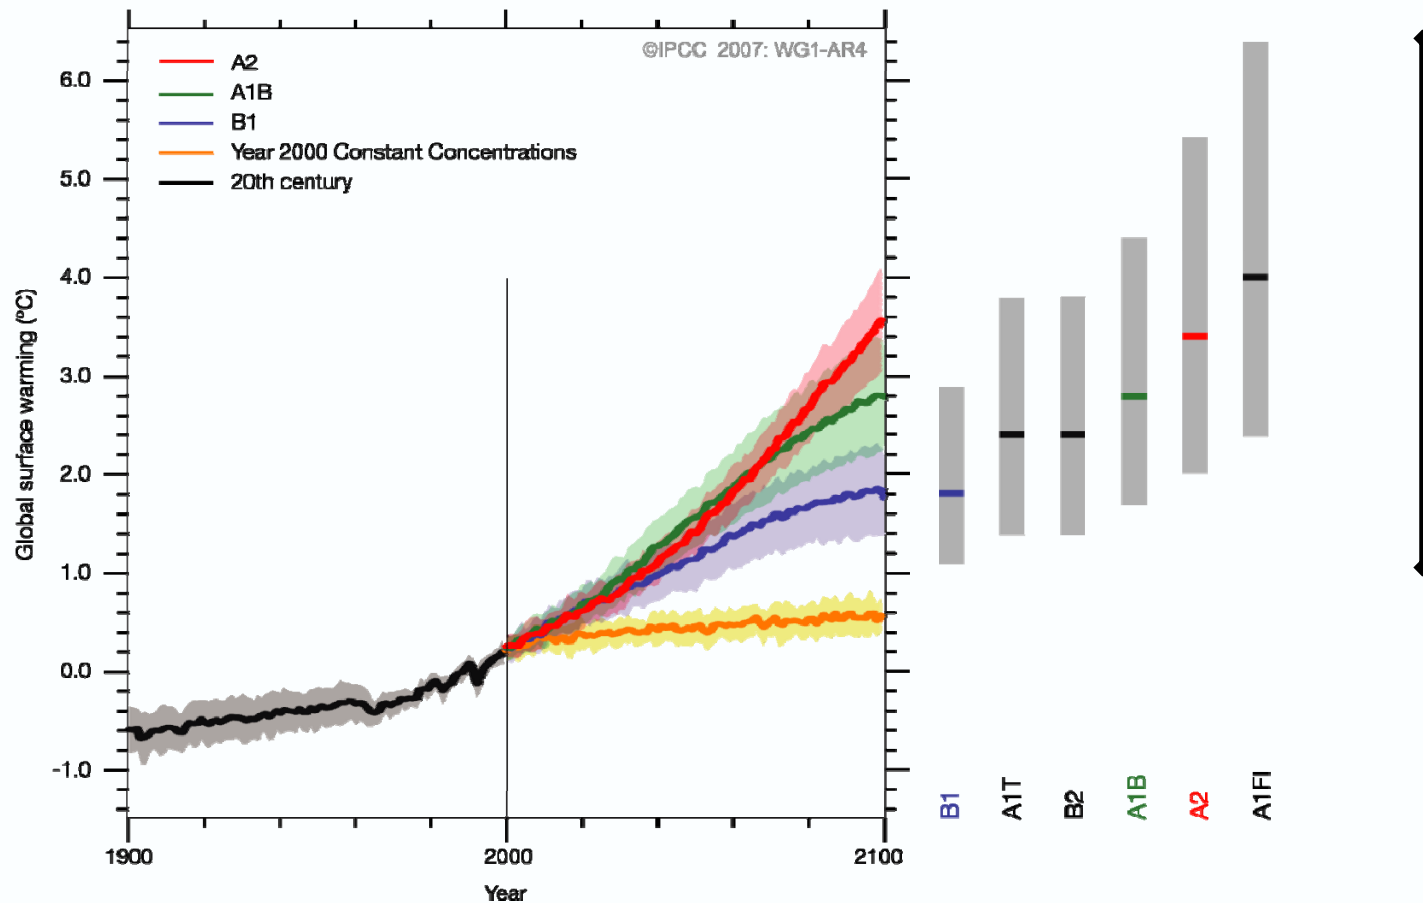 ©IPCC 2007: WG1-AR4
A2
A1B
B1
Year 2000 Constant Concentrations
20th century
6.0
5.0
4.0
3.0
2.0
1.0
0.0
-1.0
Global surface warming (ºC)
1900
2000
2100
Year
B1
A1T
B2
A1B
A2
A1FI